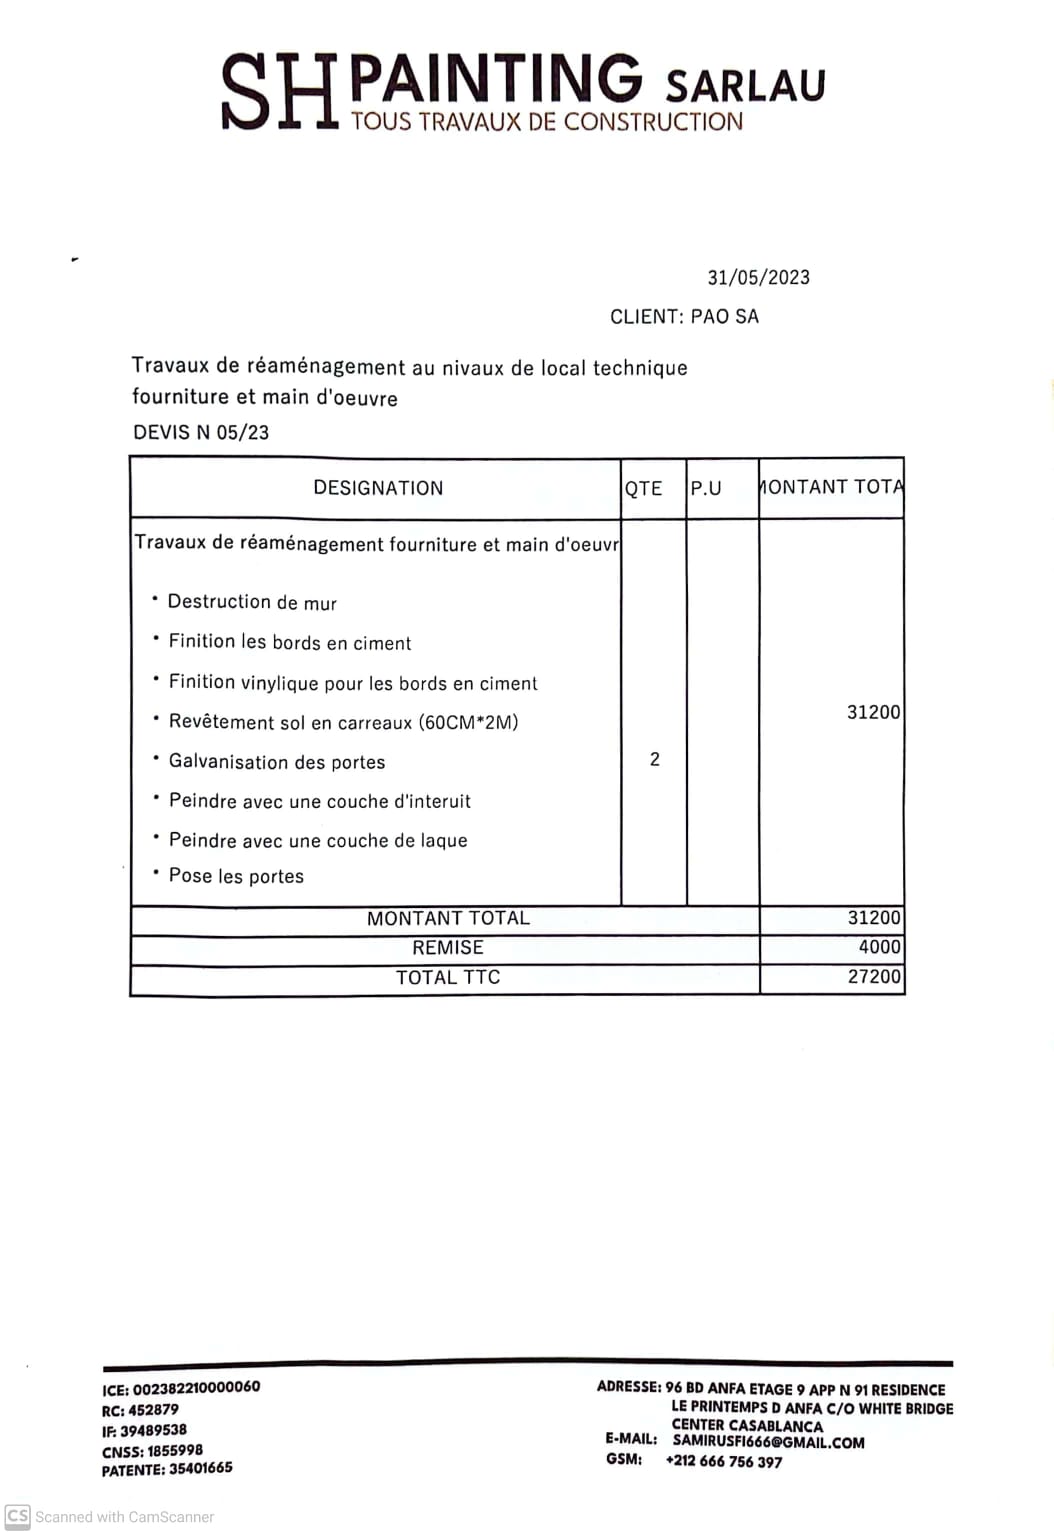 SH PAINTING SARLAU
TOUS TRAVAUX DE CONSTRUCTION
31/05/2023
CLIENT: PAO SA
Travaux de réaménagement au nivaux de local technique
fourniture et main d'oeuvre
DEVIS N 05/23
DESIGNATION QTE P.U MONTANT TOTA
Travaux de réaménagement fourniture et main d'oeuvr
• Destruction de mur
• Finition les bords en ciment
• Finition vinylique pour les bords en ciment
• Revêtement sol en carreaux (60CM*2M)
31200
• Galvanisation des portes 2
• Peindre avec une couche d'interuit
• Peindre avec une couche de laque
• Pose les portes
MONTANT TOTAL 31200
REMISE 4000
TOTAL TTC 27200
ICE: 002382210000060
RC: 452879
IF: 39489538
CNSS: 1855998
PATENTE: 35401665
ADRESSE: 96 BD ANFA ETAGE 9 APP N 91 RESIDENCE
LE PRINTEMPS D ANFA C/O WHITE BRIDGE
CENTER CASABLANCA
E-MAIL: SAMIRUSFI666@GMAIL.COM
GSM: +212 666 756 397
CS Scanned with CamScanner